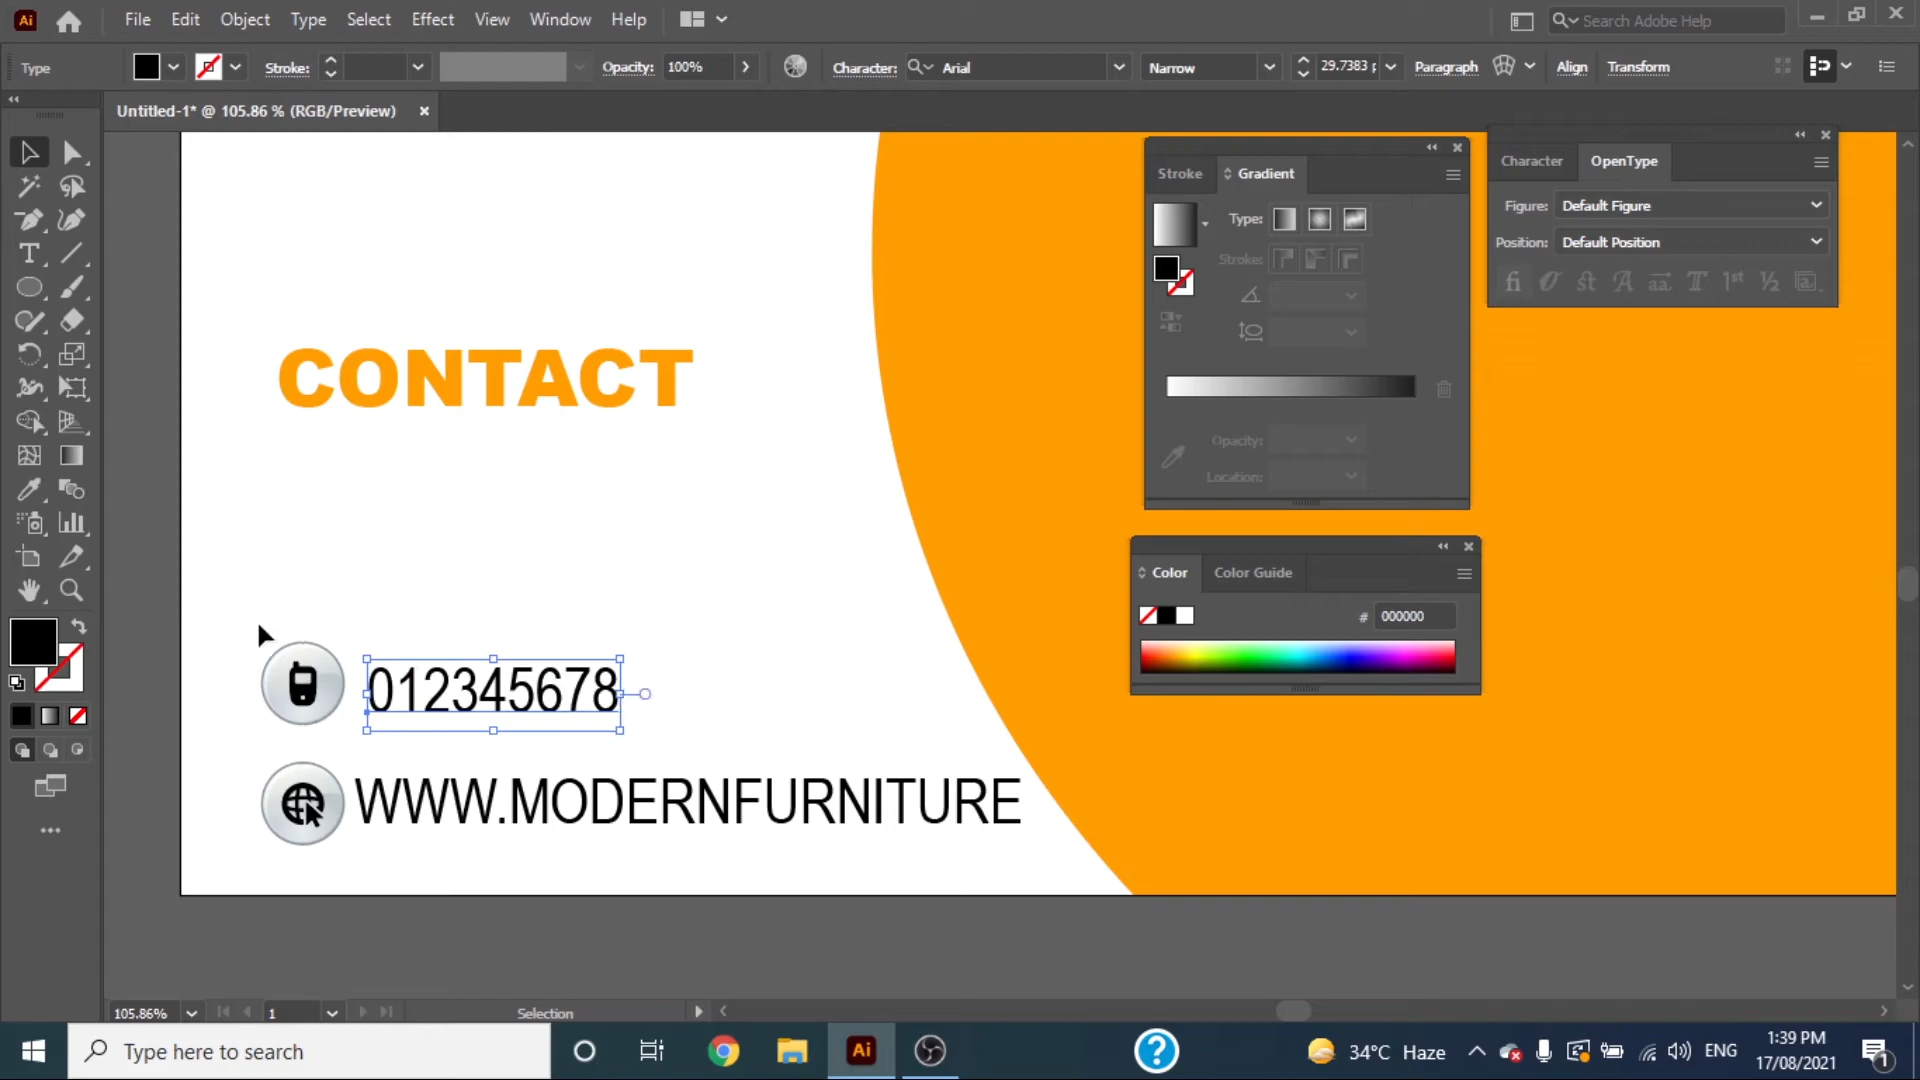 Ai File Edit Object Type Select Effect View Window Help Search Adobe Help
Type Stroke: Opacity: 100% Character: Arial Narrow 29.7383 p Paragraph Align Transform
Untitled-1* @ 105.86 % (RGB/Preview)
Stroke Gradient
Type:
Stroke:
Opacity:
Location:
Character OpenType
Figure: Default Figure
Position: Default Position
CONTACT
Color Color Guide
# 000000
012345678
WWW.MODERNFURNITURE
105.86% 1 Selection
Type here to search
Ai
34°C Haze
ENG
1:39 PM
17/08/2021
1